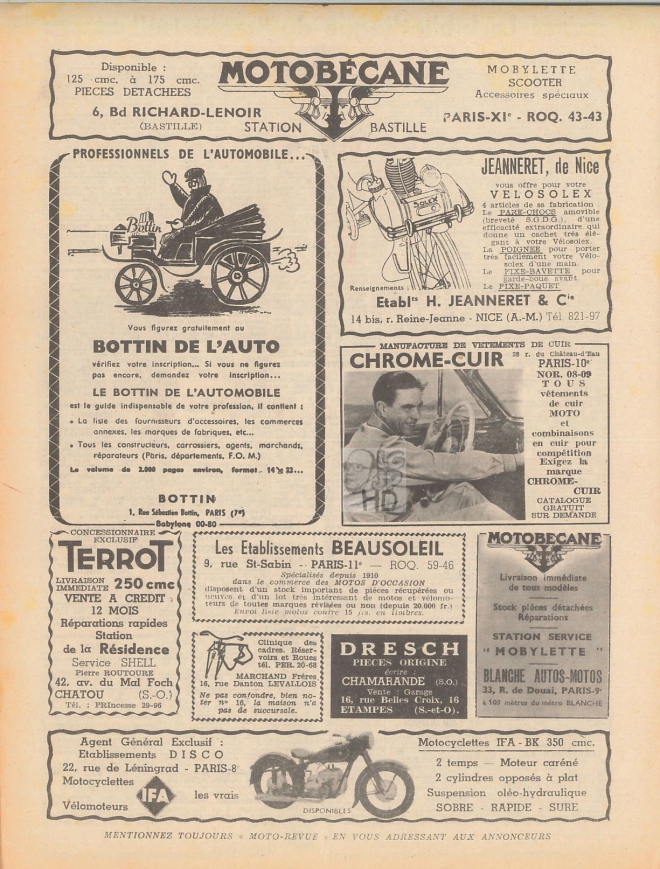 Disponible :
125 cmc. à 175 cmc.
PIECES DETACHEES
MOTOBÉCANE
MOBYLETTE
SCOOTER
Accessoires spéciaux
6, Bd RICHARD-LENOIR
(BASTILLE)
STATION BASTILLE
PARIS-XIe - ROQ. 43-43
PROFESSIONNELS DE L'AUTOMOBILE...
Bottin
Vous figurez gratuitement au
BOTTIN DE L'AUTO
vérifiez votre inscription... Si vous ne figurez
pas encore, demandez votre inscription...
LE BOTTIN DE L'AUTOMOBILE
est le guide indispensable de votre profession, il contient :
• La liste des fournisseurs d'accessoires, les commerces
annexes, les marques de fabriques, etc...
• Tous les constructeurs, carrossiers, agents, marchands,
réparateurs (Paris, départements, F.O.M.)
Le volume de 2.000 pages environ, format
BOTTIN
1, Rue Sébastien Bottin, PARIS (7e)
Babylone 00-80
JEANNERET, de Nice
vous offre pour votre
VELOSOLEX
4 articles de sa fabrication :
Le PARE-CHOCS amovible
(breveté S.G.D.G.), d'une
efficacité extraordinaire qui
donne un cachet très élé-
gant à votre Vélosolex.
La POIGNEE pour porter
très facilement votre Vélo-
solex d'une main.
Le FIXE-BAVETTE pour
garde-boue avant.
Le FIXE-PAQUET
SOLEX
Renseignements :
Etablts H. JEANNERET & Cie
14 bis, r. Reine-Jeanne - NICE (A.-M.) Tél. 821-97
MANUFACTURE DE VETEMENTS DE CUIR
CHROME-CUIR
28 r. du Château-d'Eau
PARIS-10e
NOR. 08-09
TOUS
vêtements
de cuir
MOTO
et
combinaisons
en cuir pour
compétition
Exigez la
marque
CHROME-
CUIR
CATALOGUE
GRATUIT
SUR DEMANDE
HD
CONCESSIONNAIRE
EXCLUSIF
TERROT
LIVRAISON
IMMEDIATE 250 cmc
VENTE A CREDIT
12 MOIS
Réparations rapides
Station
de la Résidence
Service SHELL
Pierre ROUTOURE
42, av. du Mal Foch
CHATOU (S.-O.)
Tél. : PRIncesse 29-96
Les Etablissements BEAUSOLEIL
9, rue St-Sabin - PARIS-11e - ROQ. 59-46
Spécialisés depuis 1910
dans le commerce des MOTOS D'OCCASION
disposent d'un stock important de pièces récupérées ou
neuves et d'un lot très intéressant de motos et vélomo-
teurs de toutes marques révisées ou non (depuis 20.000 fr.)
Envoi liste motos contre 15 frs. en timbres.
Clinique des
cadres. Réser-
voirs et Roues
tél. PER. 20-68
MARCHAND Frères
16, rue Danton LEVALLOIS
Ne pas confondre, bien no-
ter n° 16, la maison n'a
pas de succursale.
DRESCH
PIECES ORIGINE
écrire :
CHAMARANDE (S.O.)
Vente : Garage
16, rue Belles Croix, 16
ETAMPES (S.-et-O).
MOTOBECANE
Livraison immédiate
de tous modèles
Stock pièces détachées
Réparations
STATION SERVICE
"MOBYLETTE"
BLANCHE AUTOS-MOTOS
33, R. de Douai, PARIS-9e
à 100 mètres du métro BLANCHE
Agent Général Exclusif :
Etablissements DISCO
22, rue de Léningrad - PARIS-8e
Motocyclettes
IFA
les vrais
Vélomoteurs
DISPONIBLES
Motocyclettes IFA - BK 350 cmc.
2 temps — Moteur caréné
2 cylindres opposés à plat
Suspension oléo-hydraulique
SOBRE - RAPIDE - SURE
MENTIONNEZ TOUJOURS « MOTO-REVUE » EN VOUS ADRESSANT AUX ANNONCEURS